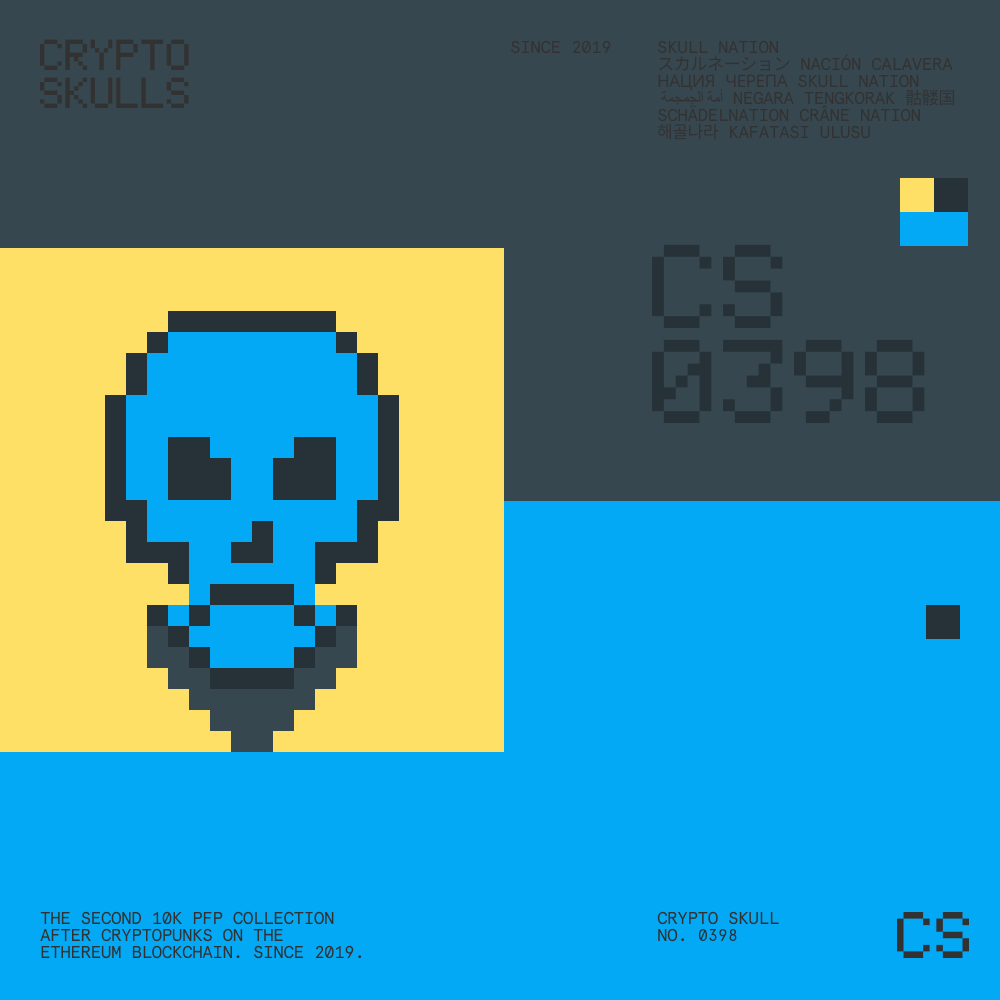 CRYPTO
SKULLS
SINCE 2019
SKULL NATION
スカルネーション NACIÓN CALAVERA
НАЦИЯ ЧЕРЕПА SKULL NATION
أمة الجمجمة NEGARA TENGKORAK 骷髅国
SCHÄDELNATION CRÂNE NATION
해골나라 KAFATASI ULUSU
CS
0398
THE SECOND 10K PFP COLLECTION
AFTER CRYPTOPUNKS ON THE
ETHEREUM BLOCKCHAIN. SINCE 2019.
CRYPTO SKULL
NO. 0398
CS